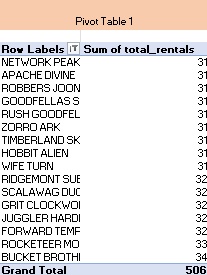 Pivot Table 1
Row Labels Sum of total_rentals
NETWORK PEAK 31
APACHE DIVINE 31
ROBBERS JOON 31
GOODFELLAS S 31
RUSH GOODFEL 31
ZORRO ARK 31
TIMBERLAND SK 31
HOBBIT ALIEN 31
WIFE TURN 31
RIDGEMONT SUB 32
SCALAWAG DUC 32
GRIT CLOCKWOI 32
JUGGLER HARDI 32
FORWARD TEMP 32
ROCKETEER MO 33
BUCKET BROTHI 34
Grand Total 506